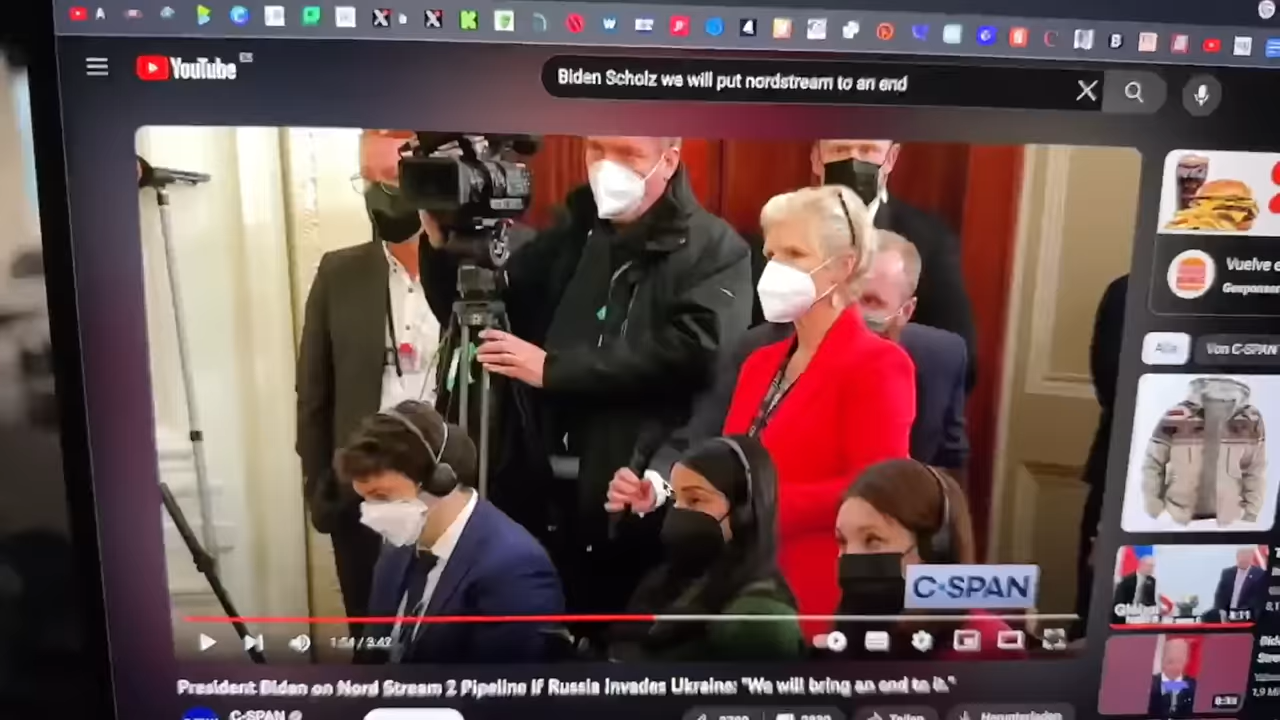 YouTube
Biden Scholz we will put nordstream to an end
Vuelve e
Alle
Von C-SPAN
C-SPAN
1:54 / 3:42
8:11
President Biden on Nord Stream 2 Pipeline if Russia Invades Ukraine: "We will bring an end to it."
C-SPAN
Teilen
Herunterladen